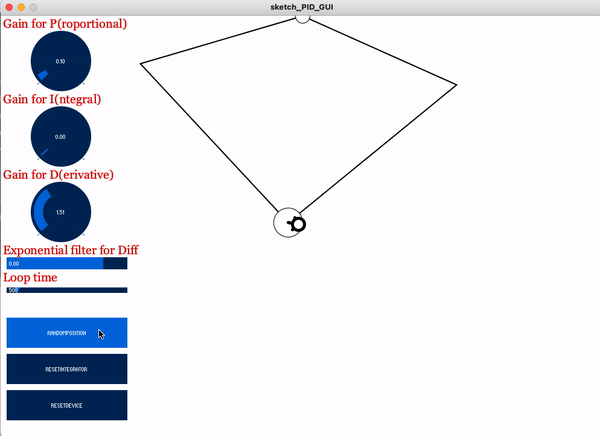 sketch_PID_GUI
Gain for P(roportional)
0.10
Gain for I(ntegral)
0.00
Gain for D(erivative)
1.51
Exponential filter for Diff
0.80
Loop time
500
RANDOMPOSITION
RESETINTEGRATOR
RESETDEVICE